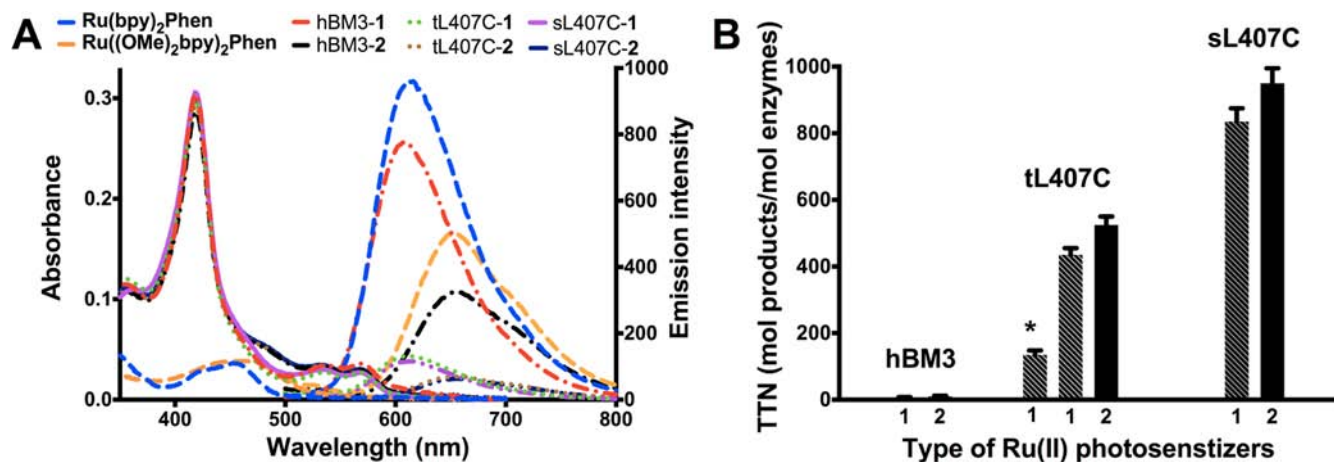 A
Ru(bpy)₂Phen hBM3-1 tL407C-1 sL407C-1
Ru((OMe)₂bpy)₂Phen hBM3-2 tL407C-2 sL407C-2
Absorbance
0.3
0.2
0.1
0.0
400 500 600 700 800
Wavelength (nm)
1000
800
600
400
200
0
Emission intensity
B
TTN (mol products/mol enzymes)
1000
800
600
400
200
0
sL407C
tL407C
*
hBM3
1 2 1 1 2 1 2
Type of Ru(II) photosenstizers